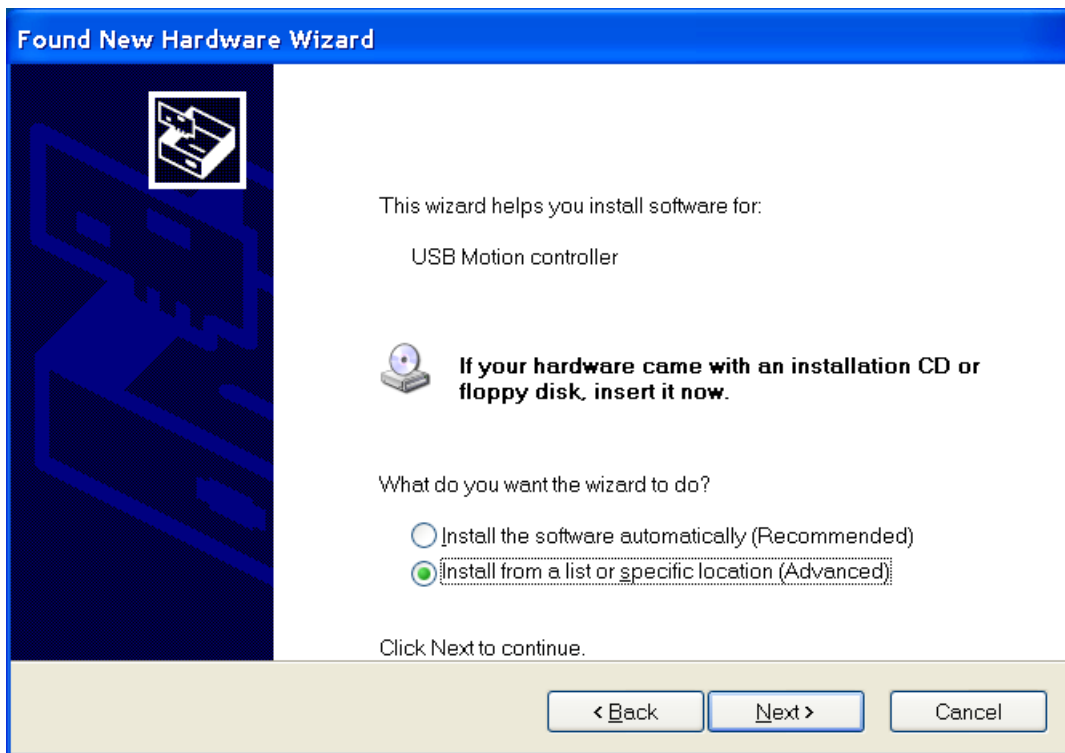 Found New Hardware Wizard
This wizard helps you install software for:
USB Motion controller
If your hardware came with an installation CD or
floppy disk, insert it now.
What do you want the wizard to do?
Install the software automatically (Recommended)
Install from a list or specific location (Advanced)
Click Next to continue.
< Back
Next >
Cancel